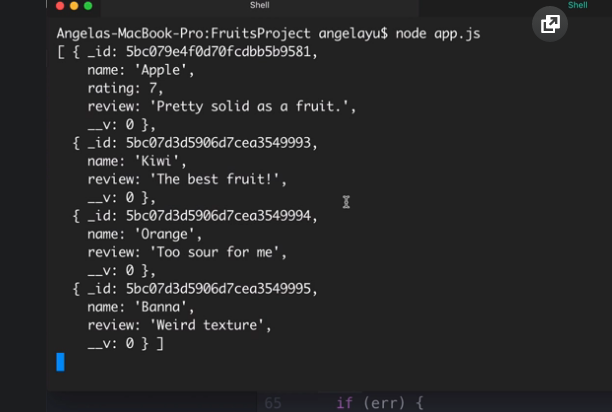 Shell
Shell
Angelas-MacBook-Pro:FruitsProject angelayu$ node app.js
[ { _id: 5bc079e4f0d70fcdbb5b9581,
    name: 'Apple',
    rating: 7,
    review: 'Pretty solid as a fruit.',
    __v: 0 },
  { _id: 5bc07d3d5906d7cea3549993,
    name: 'Kiwi',
    review: 'The best fruit!',
    __v: 0 },
  { _id: 5bc07d3d5906d7cea3549994,
    name: 'Orange',
    review: 'Too sour for me',
    __v: 0 },
  { _id: 5bc07d3d5906d7cea3549995,
    name: 'Banna',
    review: 'Weird texture',
    __v: 0 } ]
65 if (err) {